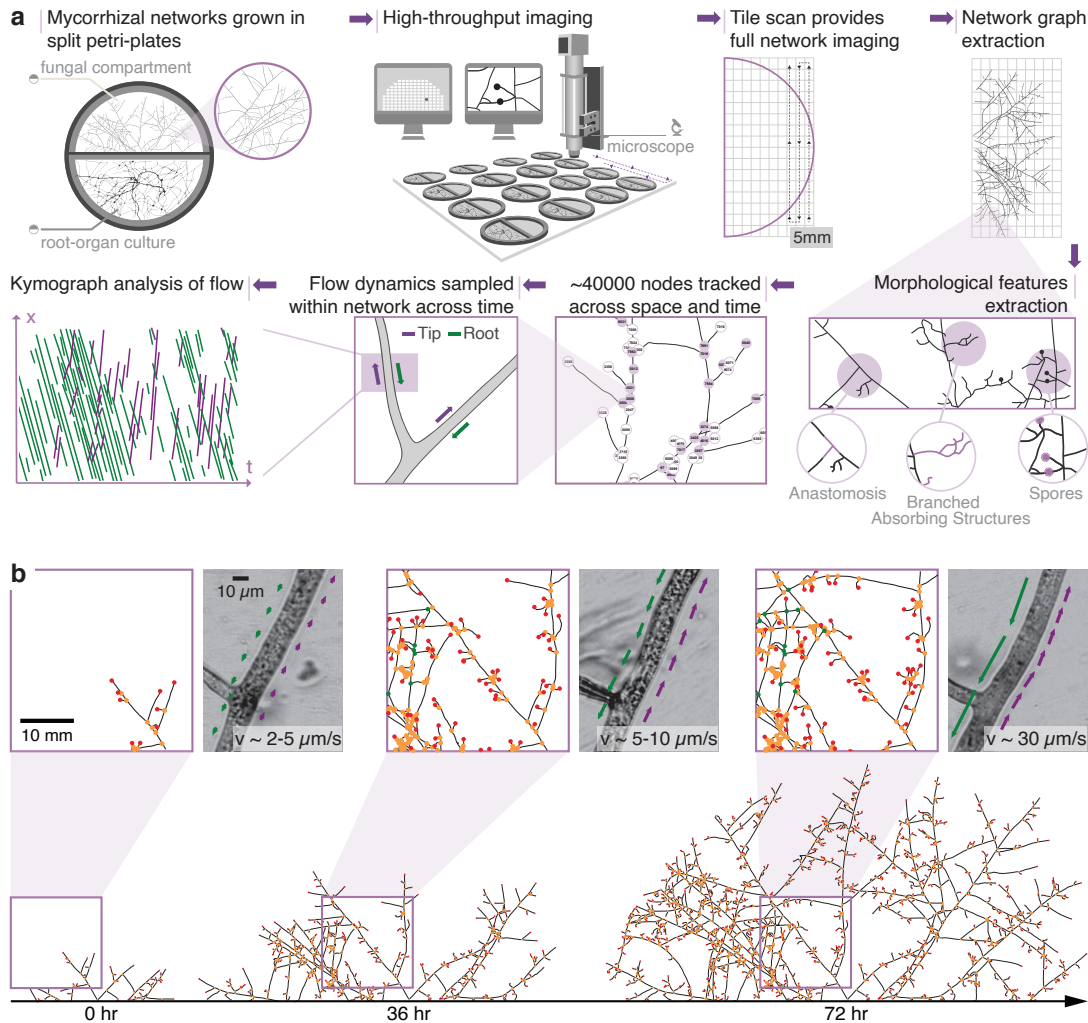 a
Mycorrhizal networks grown in
split petri-plates
fungal compartment
root-organ culture
High-throughput imaging
microscope
Tile scan provides
full network imaging
5mm
Network graph
extraction
Morphological features
extraction
Anastomosis
Branched
Absorbing Structures
Spores
~40000 nodes tracked
across space and time
Flow dynamics sampled
within network across time
Tip
Root
Kymograph analysis of flow
x
t
b
10 mm
10 µm
v ~ 2-5 µm/s
v ~ 5-10 µm/s
v ~ 30 µm/s
0 hr
36 hr
72 hr